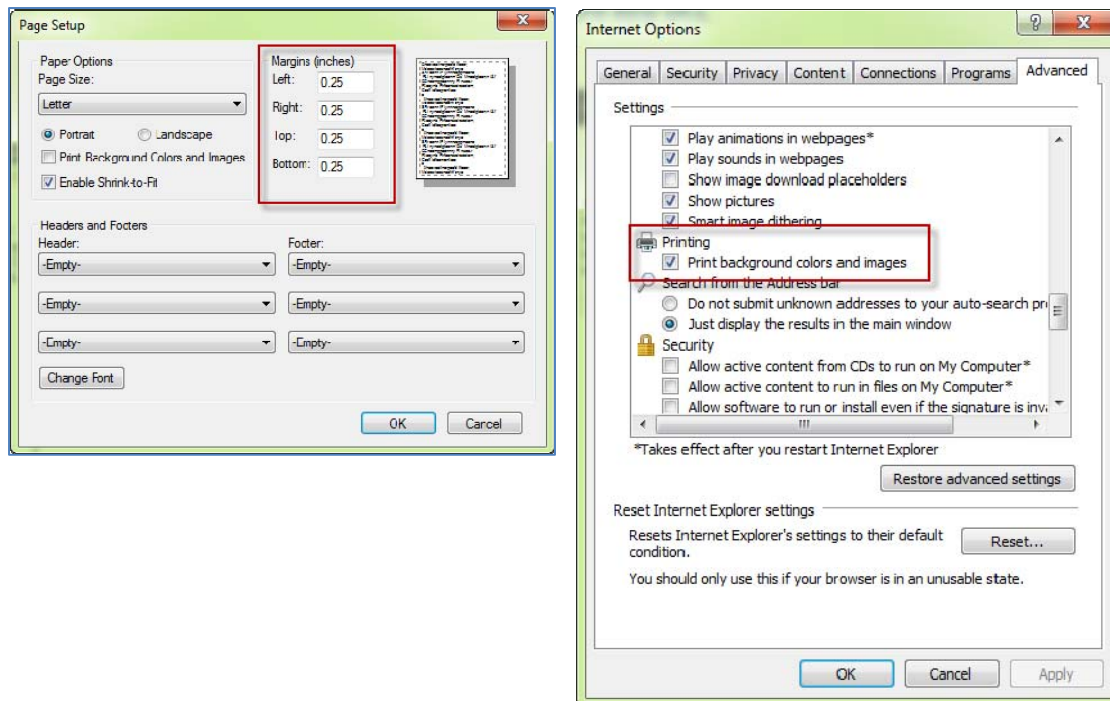 Page Setup
Paper Options
Page Size:
Letter
Portrait Landscape
Print Background Colors and Images
Enable Shrink-to-Fit
Margins (inches)
Left: 0.25
Right: 0.25
Top: 0.25
Bottom: 0.25
Headers and Footers
Header: Footer:
-Empty- -Empty-
-Empty- -Empty-
-Empty- -Empty-
Change Font
OK Cancel
Internet Options
General Security Privacy Content Connections Programs Advanced
Settings
Play animations in webpages*
Play sounds in webpages
Show image download placeholders
Show pictures
Smart image dithering
Printing
Print background colors and images
Search from the Address bar
Do not submit unknown addresses to your auto-search
Just display the results in the main window
Security
Allow active content from CDs to run on My Computer*
Allow active content to run in files on My Computer*
Allow software to run or install even if the signature is
*Takes effect after you restart Internet Explorer
Restore advanced settings
Reset Internet Explorer settings
Resets Internet Explorer's settings to their default
condition.
Reset...
You should only use this if your browser is in an unusable state.
OK Cancel Apply